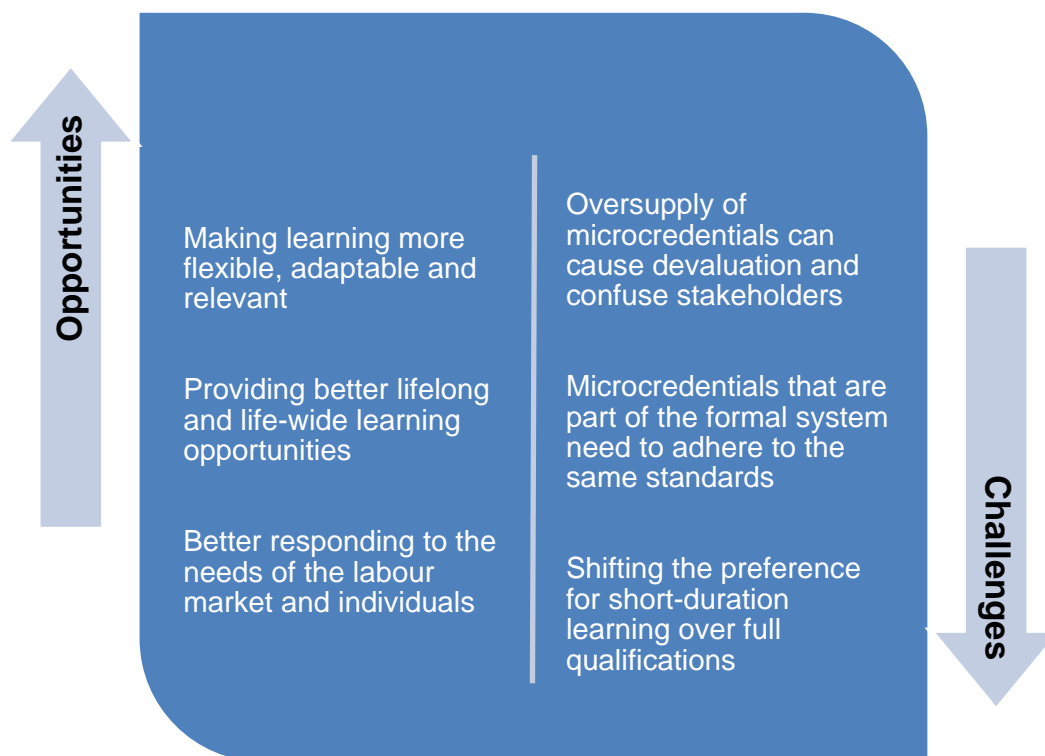 Opportunities
Making learning more
flexible, adaptable and
relevant
Providing better lifelong
and life-wide learning
opportunities
Better responding to the
needs of the labour
market and individuals
Oversupply of
microcredentials can
cause devaluation and
confuse stakeholders
Microcredentials that are
part of the formal system
need to adhere to the
same standards
Shifting the preference
for short-duration
learning over full
qualifications
Challenges